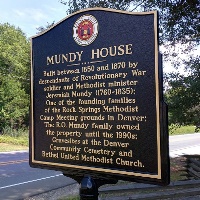 MUNDY HOUSE
Built between 1850 and 1870 by
descendants of Revolutionary War
soldier and Methodist minister
Jeremiah Mundy (1760-1835);
One of the founding families
of the Rock Springs Methodist
Camp Meeting grounds in Denver;
The R.O. Mundy family owned
the property until the 1990s;
Gravesites at the Denver
Community Cemetery and
Bethel United Methodist Church.